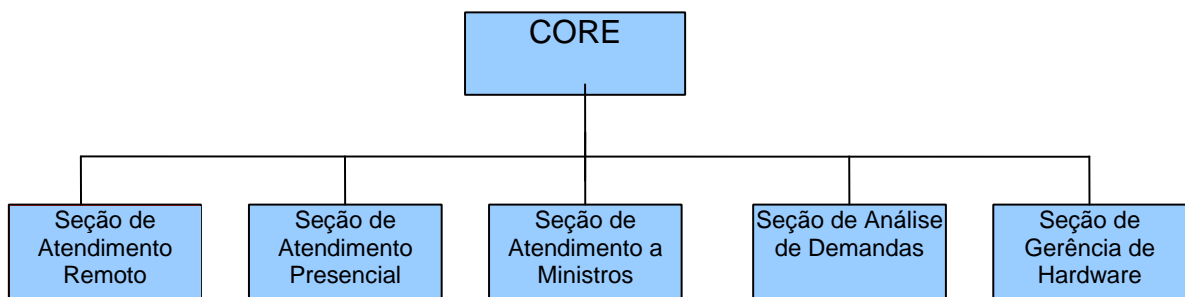 CORE
Seção de
Atendimento
Remoto
Seção de
Atendimento
Presencial
Seção de
Atendimento a
Ministros
Seção de Análise
de Demandas
Seção de
Gerência de
Hardware